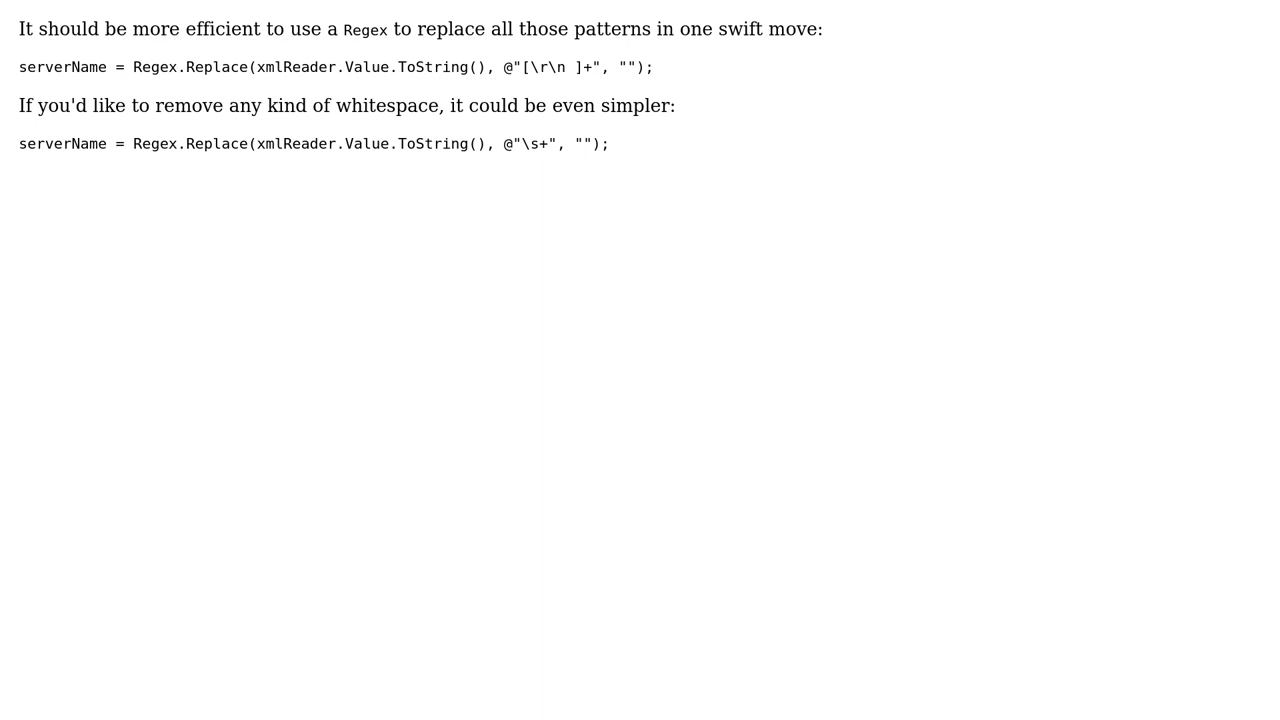 It should be more efficient to use a Regex to replace all those patterns in one swift move:
serverName = Regex.Replace(xmlReader.Value.ToString(), @"[\r\n ]+", "");
If you'd like to remove any kind of whitespace, it could be even simpler:
serverName = Regex.Replace(xmlReader.Value.ToString(), @"\s+", "");